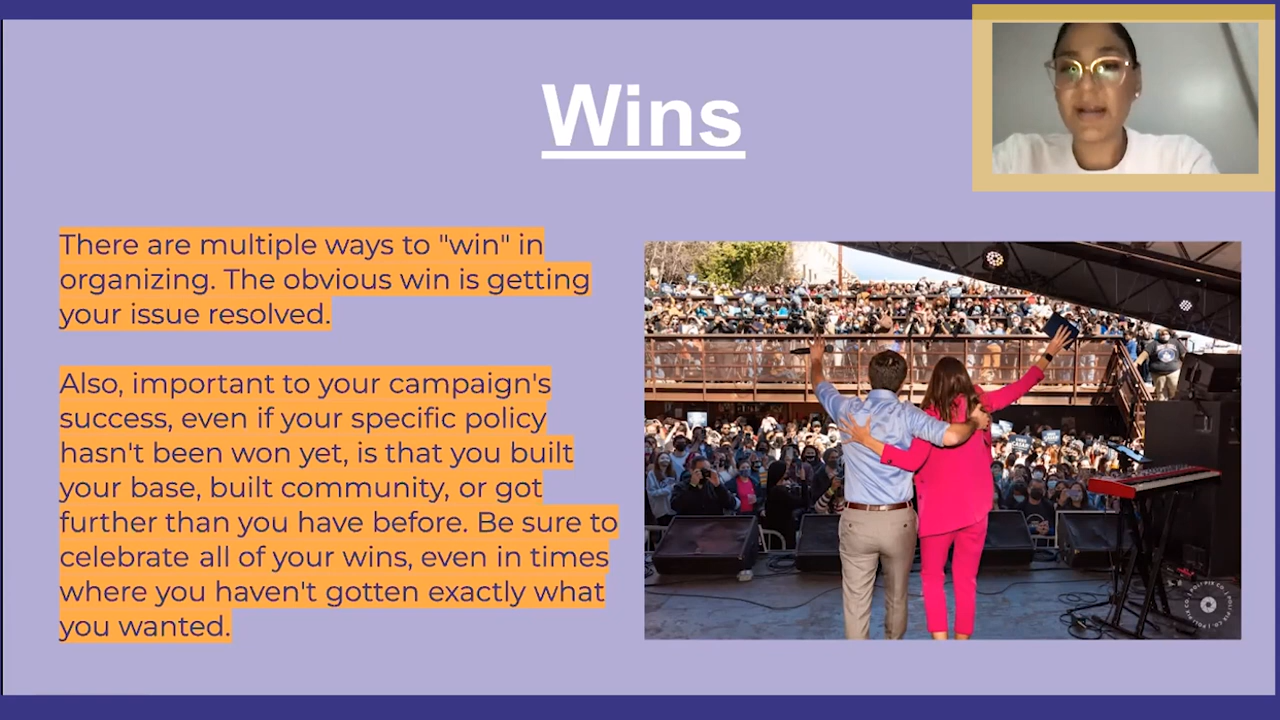 Wins
There are multiple ways to "win" in
organizing. The obvious win is getting
your issue resolved.
Also, important to your campaign's
success, even if your specific policy
hasn't been won yet, is that you built
your base, built community, or got
further than you have before. Be sure to
celebrate all of your wins, even in times
where you haven't gotten exactly what
you wanted.